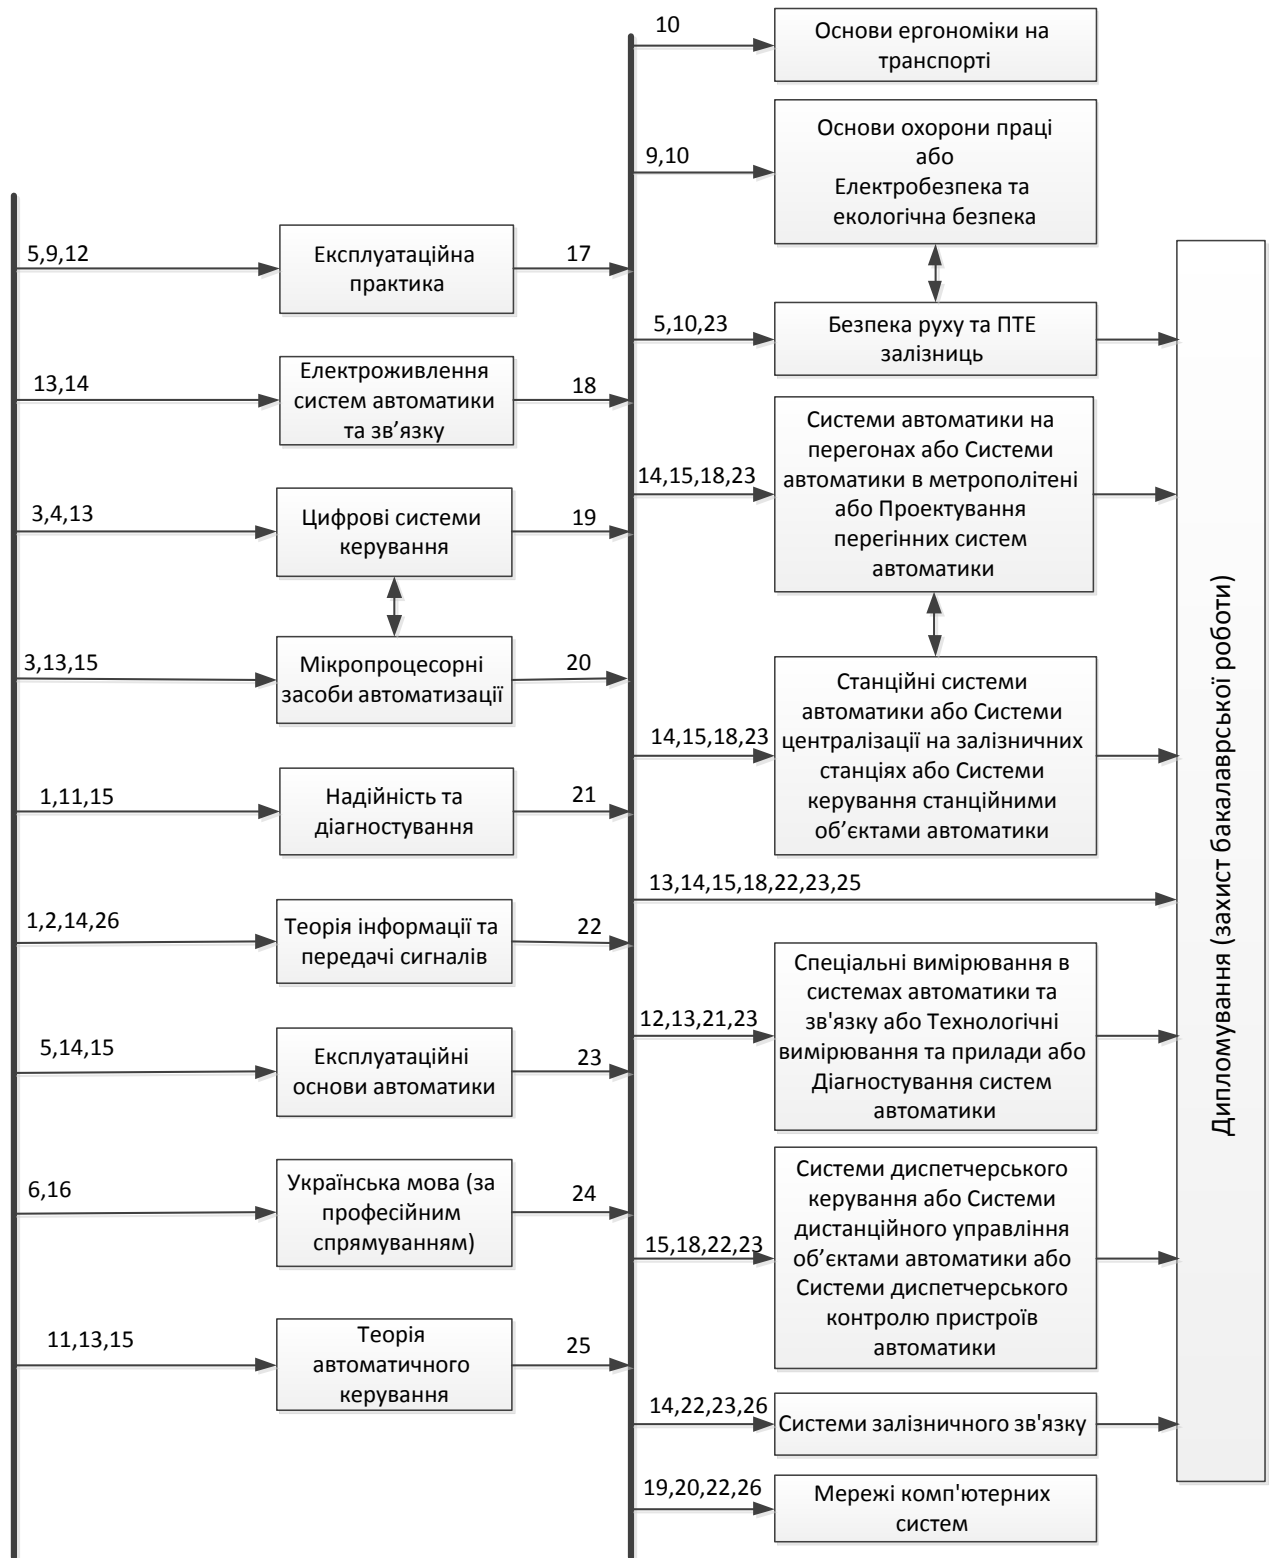 10
Основи ергономіки на
транспорті
9,10
Основи охорони праці
або
Електробезпека та
екологічна безпека
5,9,12
Експлуатаційна
практика
17
5,10,23
Безпека руху та ПТЕ
залізниць
13,14
Електроживлення
систем автоматики
та зв’язку
18
14,15,18,23
Системи автоматики на
перегонах або Системи
автоматики в метрополітені
або Проектування
перегінних систем
автоматики
3,4,13
Цифрові системи
керування
19
3,13,15
Мікропроцесорні
засоби автоматизації
20
14,15,18,23
Станційні системи
автоматики або Системи
централізації на залізничних
станціях або Системи
керування станційними
об’єктами автоматики
1,11,15
Надійність та
діагностування
21
13,14,15,18,22,23,25
1,2,14,26
Теорія інформації та
передачі сигналів
22
12,13,21,23
Спеціальні вимірювання в
системах автоматики та
зв'язку або Технологічні
вимірювання та прилади або
Діагностування систем
автоматики
5,14,15
Експлуатаційні
основи автоматики
23
6,16
Українська мова (за
професійним
спрямуванням)
24
15,18,22,23
Системи диспетчерського
керування або Системи
дистанційного управління
об’єктами автоматики або
Системи диспетчерського
контролю пристроїв
автоматики
11,13,15
Теорія
автоматичного
керування
25
14,22,23,26
Системи залізничного зв'язку
19,20,22,26
Мережі комп'ютерних
систем
Дипломування (захист бакалаврської роботи)